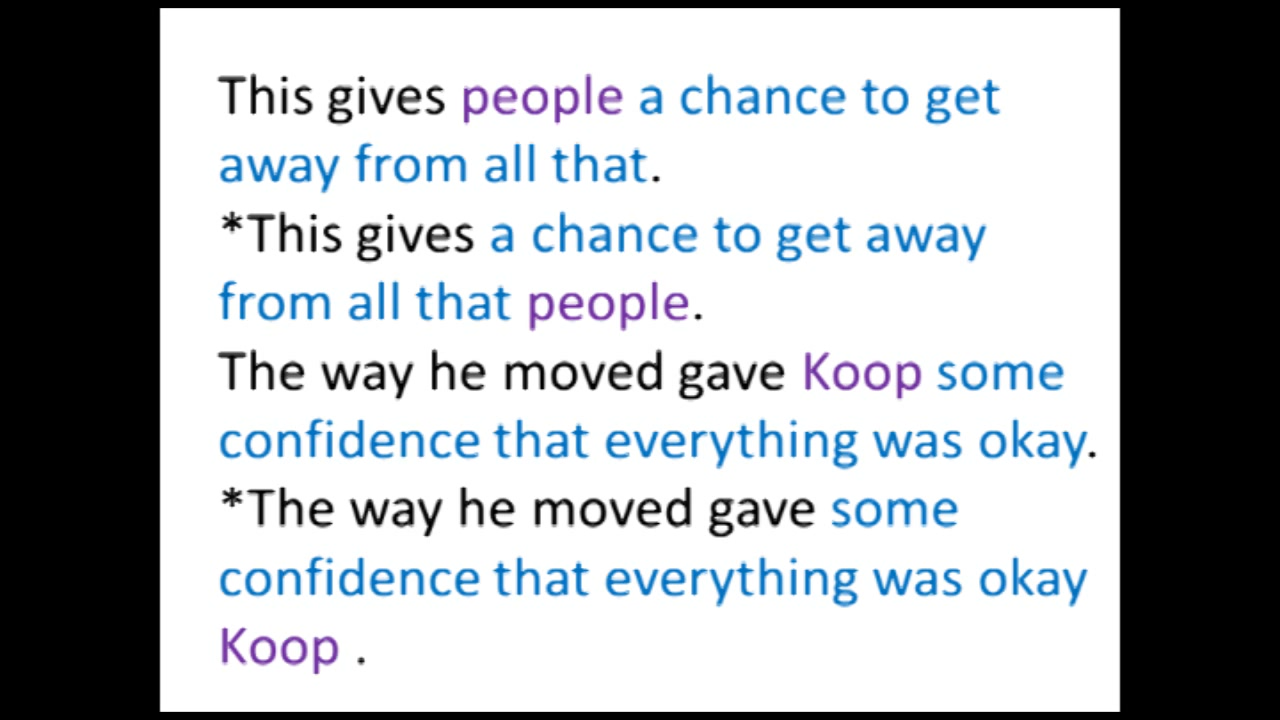 This gives people a chance to get
away from all that.
*This gives a chance to get away
from all that people.
The way he moved gave Koop some
confidence that everything was okay.
*The way he moved gave some
confidence that everything was okay
Koop .